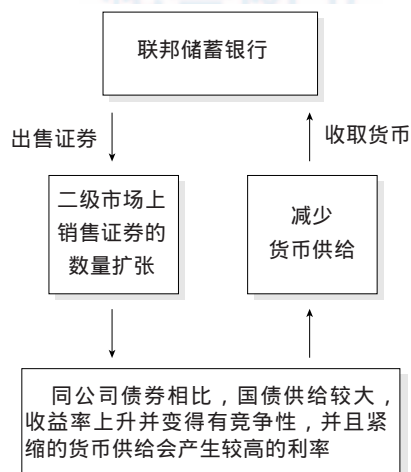 联邦储蓄银行
出售证券
收取货币
二级市场上
销售证券的
数量扩张
减少
货币供给
同公司债券相比，国债供给较大，
收益率上升并变得有竞争性，并且紧
缩的货币供给会产生较高的利率